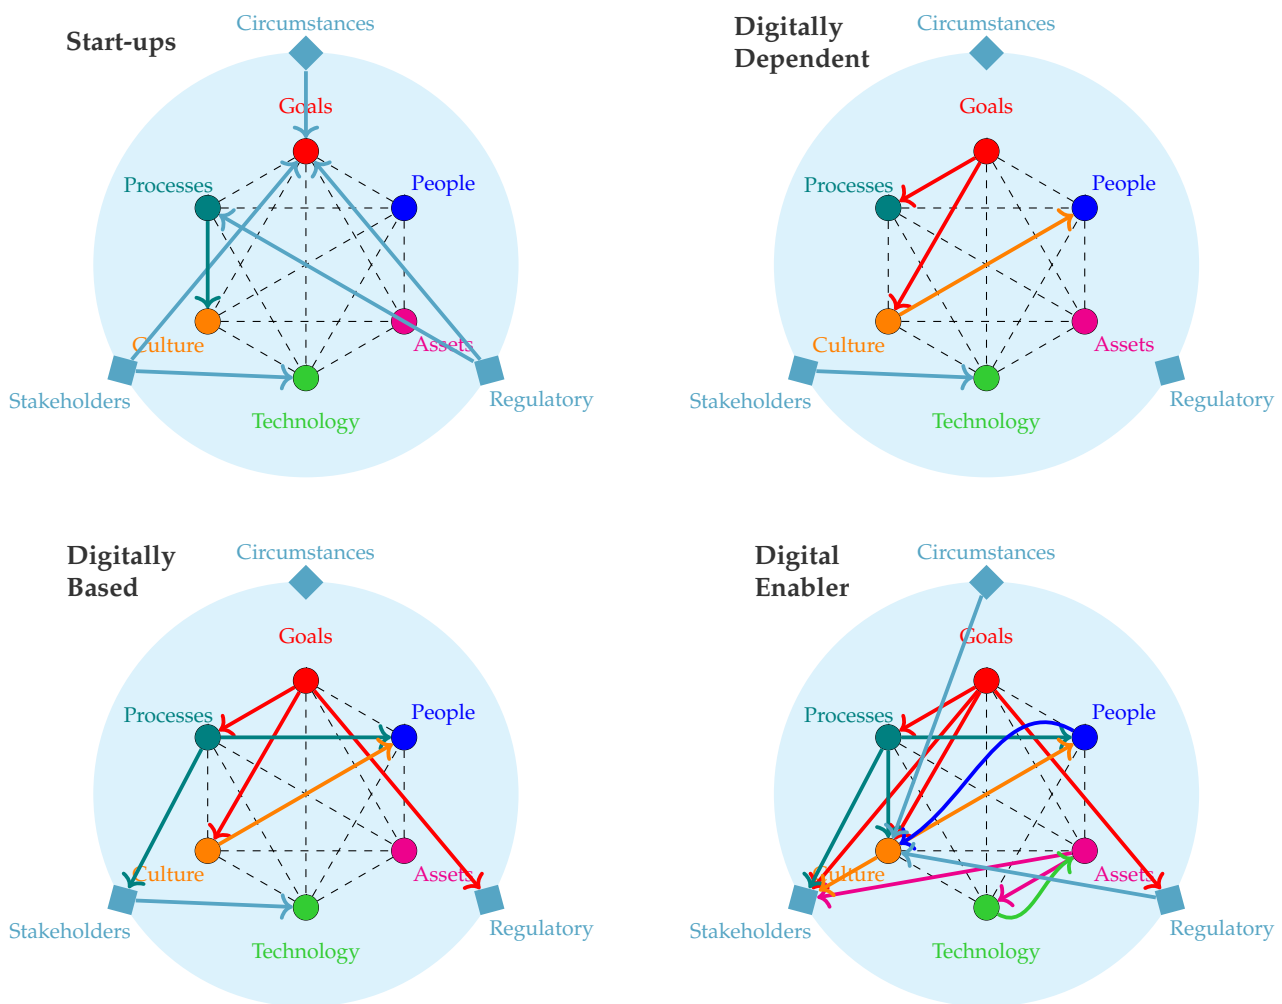 Start-ups
Circumstances
Goals
Processes
People
Culture
Assets
Stakeholders
Regulatory
Technology
Digitally
Dependent
Circumstances
Goals
Processes
People
Culture
Assets
Stakeholders
Regulatory
Technology
Digitally
Based
Circumstances
Goals
Processes
People
Culture
Assets
Stakeholders
Regulatory
Technology
Digital
Enabler
Circumstances
Goals
Processes
People
Culture
Assets
Stakeholders
Regulatory
Technology